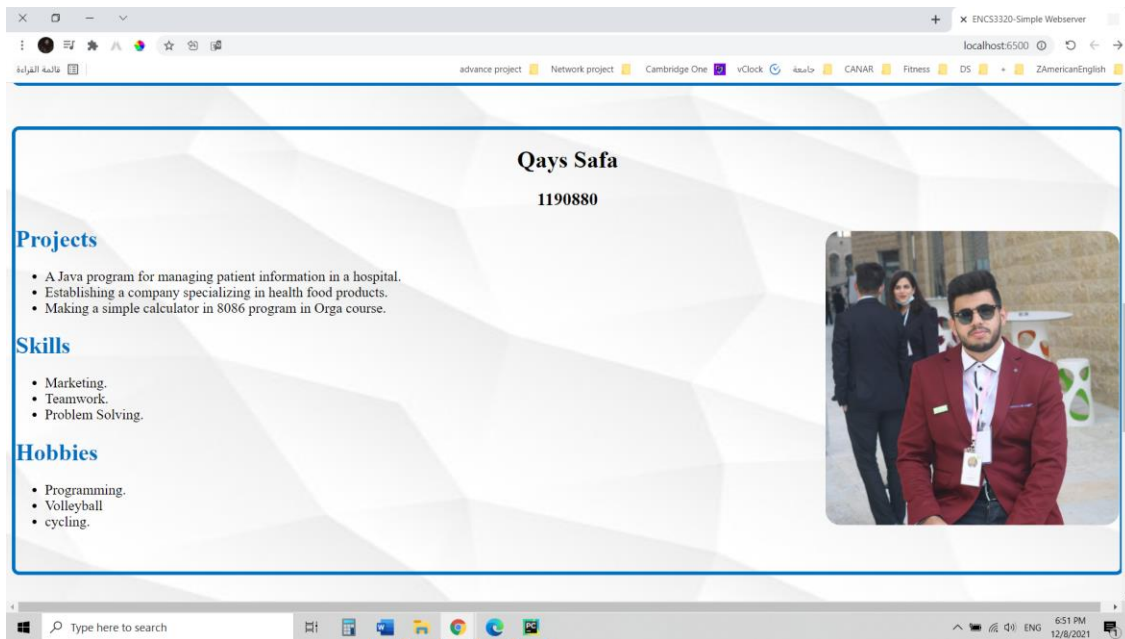 ENCS3320-Simple Webserver
localhost:6500
قائمة القراءة
advance project
Network project
Cambridge One
vClock
جامعة
CANAR
Fitness
DS
ZAmericanEnglish
Qays Safa
1190880
Projects
A Java program for managing patient information in a hospital.
Establishing a company specializing in health food products.
Making a simple calculator in 8086 program in Orga course.
Skills
Marketing.
Teamwork.
Problem Solving.
Hobbies
Programming.
Volleyball
cycling.
Type here to search
ENG
6:51 PM
12/8/2021